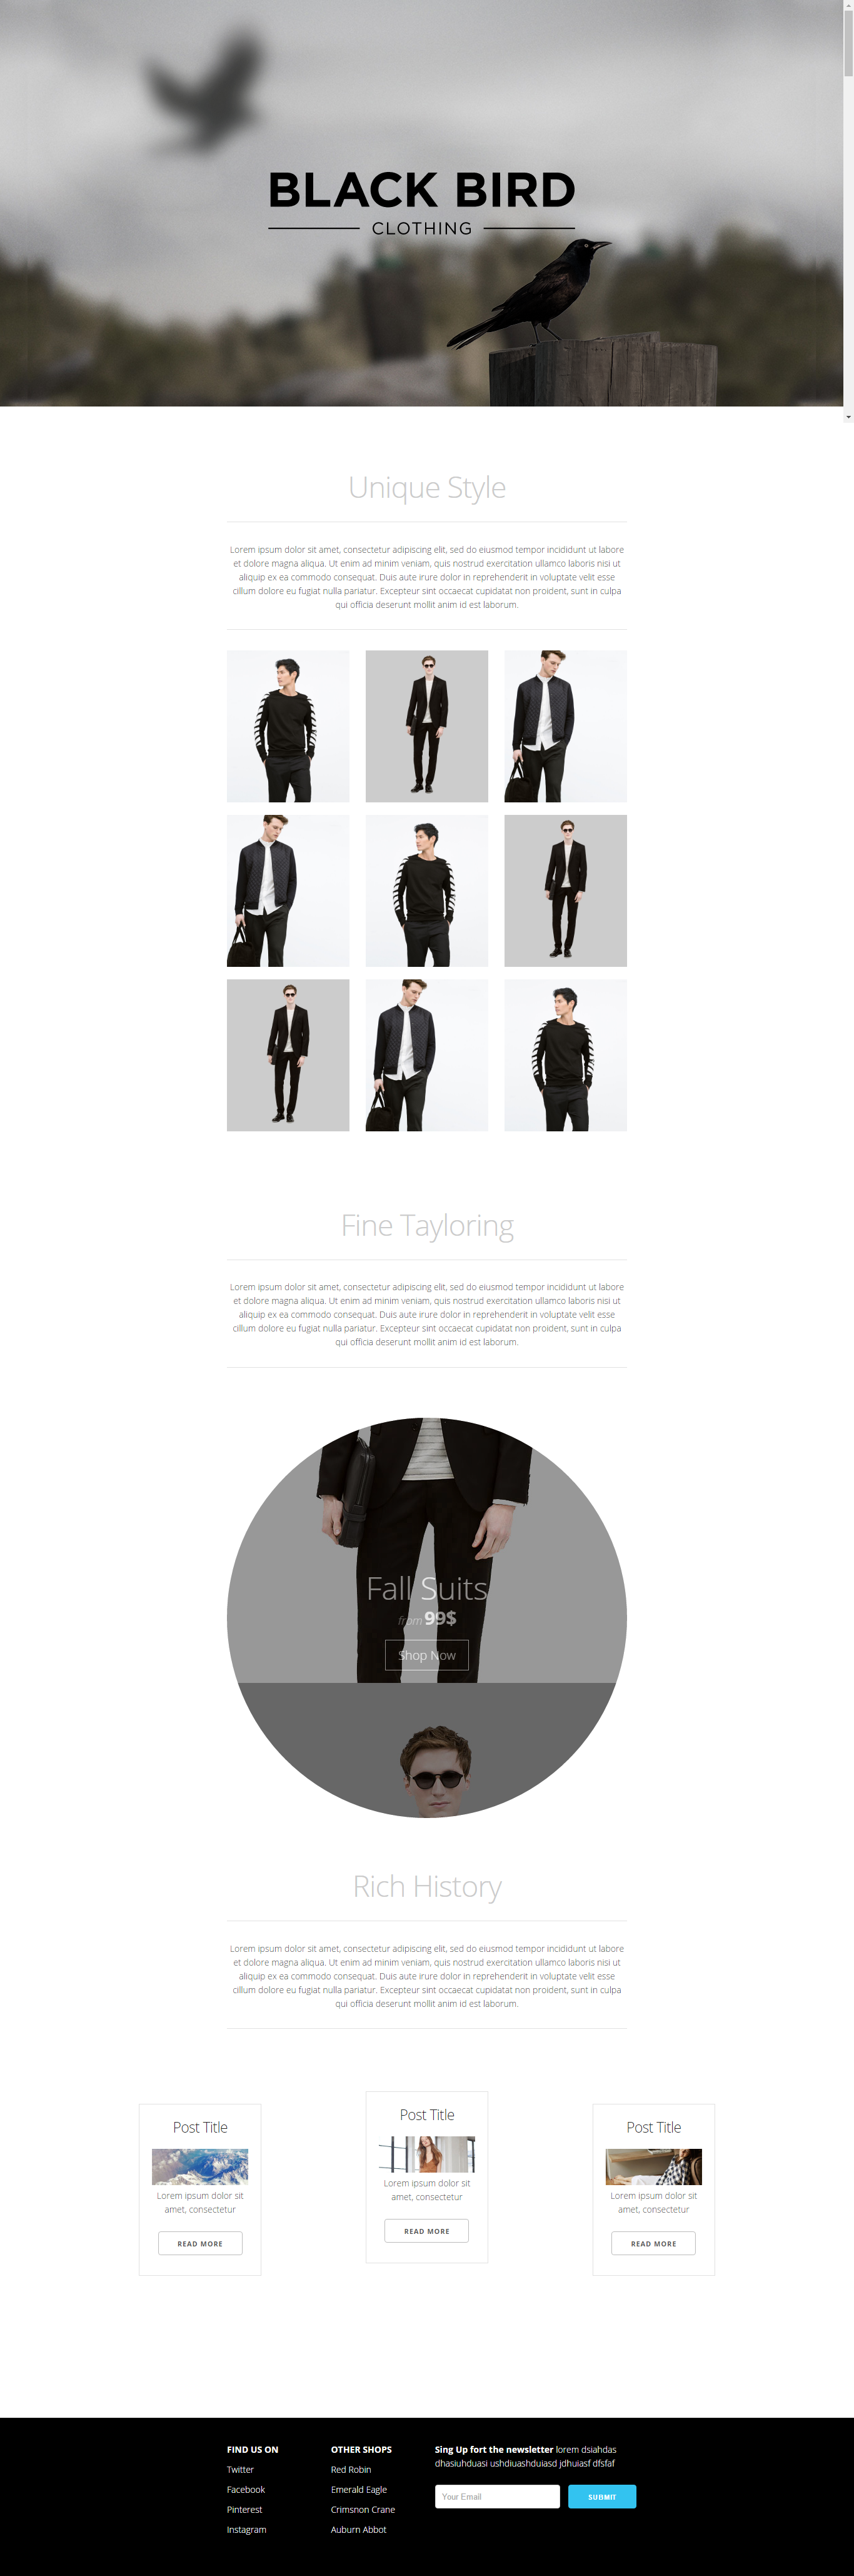 BLACK BIRD
CLOTHING
Unique Style
Lorem ipsum dolor sit amet, consectetur adipiscing elit, sed do eiusmod tempor incididunt ut labore
et dolore magna aliqua. Ut enim ad minim veniam, quis nostrud exercitation ullamco laboris nisi ut
aliquip ex ea commodo consequat. Duis aute irure dolor in reprehenderit in voluptate velit esse
cillum dolore eu fugiat nulla pariatur. Excepteur sint occaecat cupidatat non proident, sunt in culpa
qui officia deserunt mollit anim id est laborum.
Fine Tayloring
Lorem ipsum dolor sit amet, consectetur adipiscing elit, sed do eiusmod tempor incididunt ut labore
et dolore magna aliqua. Ut enim ad minim veniam, quis nostrud exercitation ullamco laboris nisi ut
aliquip ex ea commodo consequat. Duis aute irure dolor in reprehenderit in voluptate velit esse
cillum dolore eu fugiat nulla pariatur. Excepteur sint occaecat cupidatat non proident, sunt in culpa
qui officia deserunt mollit anim id est laborum.
Fall Suits
from 99$
Shop Now
Rich History
Lorem ipsum dolor sit amet, consectetur adipiscing elit, sed do eiusmod tempor incididunt ut labore
et dolore magna aliqua. Ut enim ad minim veniam, quis nostrud exercitation ullamco laboris nisi ut
aliquip ex ea commodo consequat. Duis aute irure dolor in reprehenderit in voluptate velit esse
cillum dolore eu fugiat nulla pariatur. Excepteur sint occaecat cupidatat non proident, sunt in culpa
qui officia deserunt mollit anim id est laborum.
Post Title
Lorem ipsum dolor sit
amet, consectetur
READ MORE
Post Title
Lorem ipsum dolor sit
amet, consectetur
READ MORE
Post Title
Lorem ipsum dolor sit
amet, consectetur
READ MORE
FIND US ON
Twitter
Facebook
Pinterest
Instagram
OTHER SHOPS
Red Robin
Emerald Eagle
Crimsnon Crane
Auburn Abbot
Sing Up fort the newsletter lorem dsiahdas
dhasiuhduasi ushdiuashduiasd jdhuiasf dfsfaf
Your Email
SUBMIT